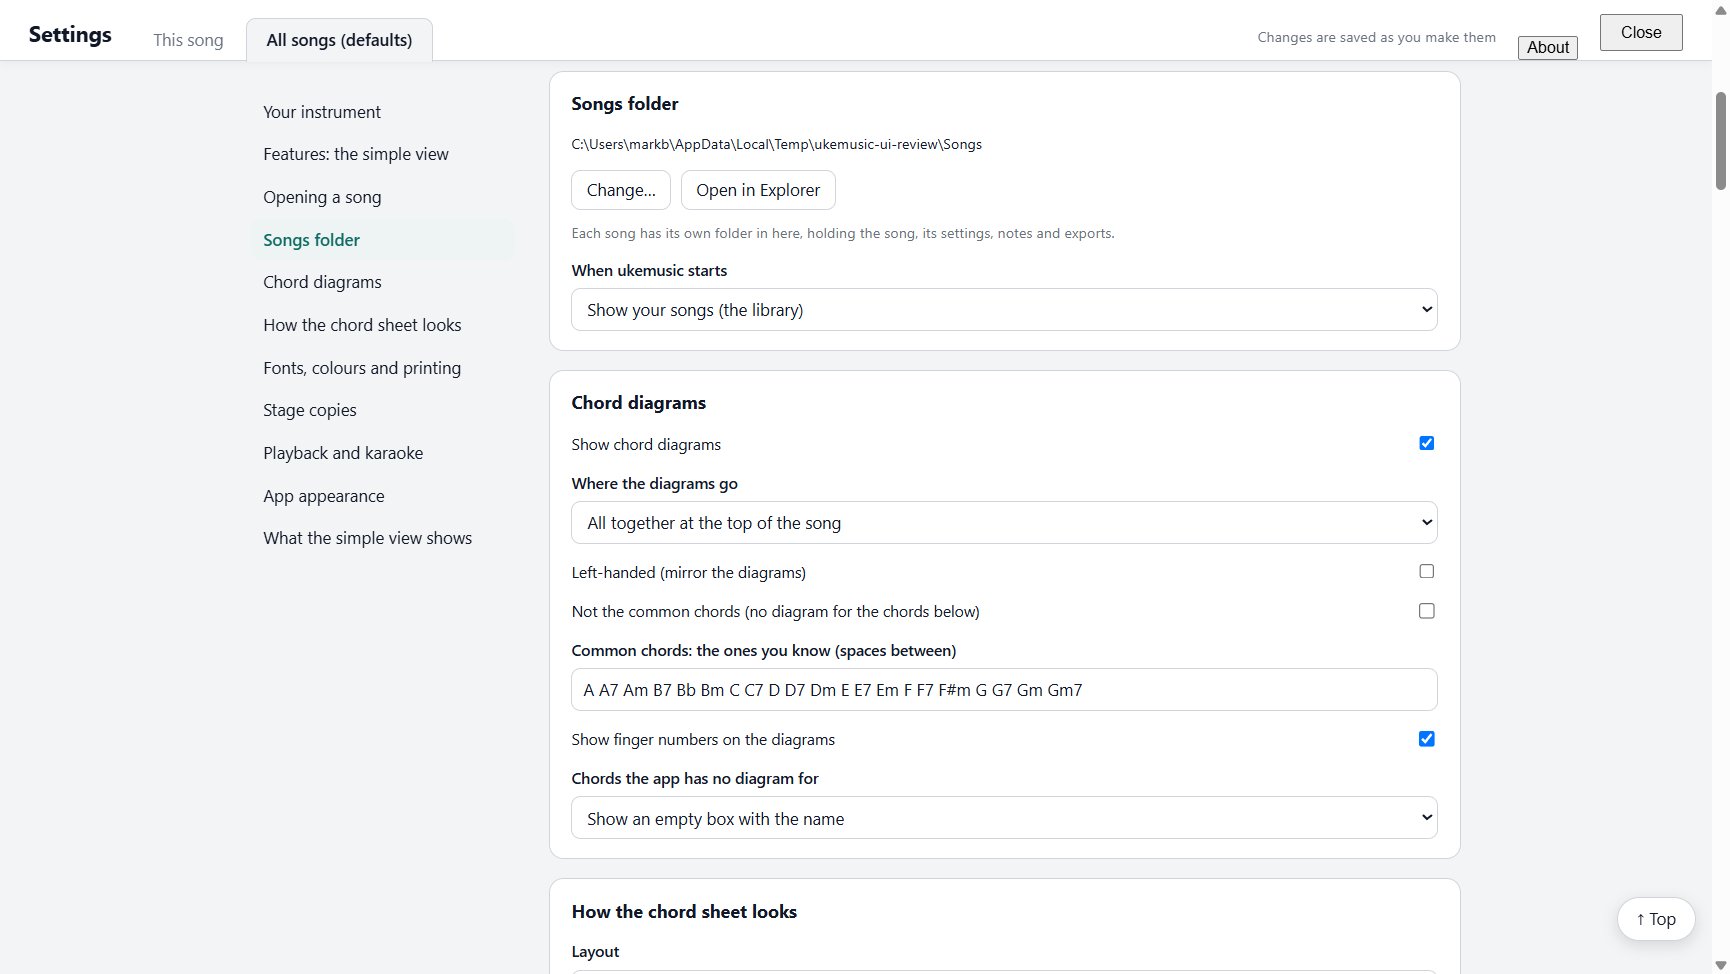 Settings
This song
All songs (defaults)
Changes are saved as you make them
About
Close
Your instrument
Features: the simple view
Opening a song
Songs folder
Chord diagrams
How the chord sheet looks
Fonts, colours and printing
Stage copies
Playback and karaoke
App appearance
What the simple view shows
Songs folder
C:\Users\markb\AppData\Local\Temp\ukemusic-ui-review\Songs
Change...
Open in Explorer
Each song has its own folder in here, holding the song, its settings, notes and exports.
When ukemusic starts
Show your songs (the library)
Chord diagrams
Show chord diagrams
Where the diagrams go
All together at the top of the song
Left-handed (mirror the diagrams)
Not the common chords (no diagram for the chords below)
Common chords: the ones you know (spaces between)
A A7 Am B7 Bb Bm C C7 D D7 Dm E E7 Em F F7 F#m G G7 Gm Gm7
Show finger numbers on the diagrams
Chords the app has no diagram for
Show an empty box with the name
How the chord sheet looks
Layout
↑ Top